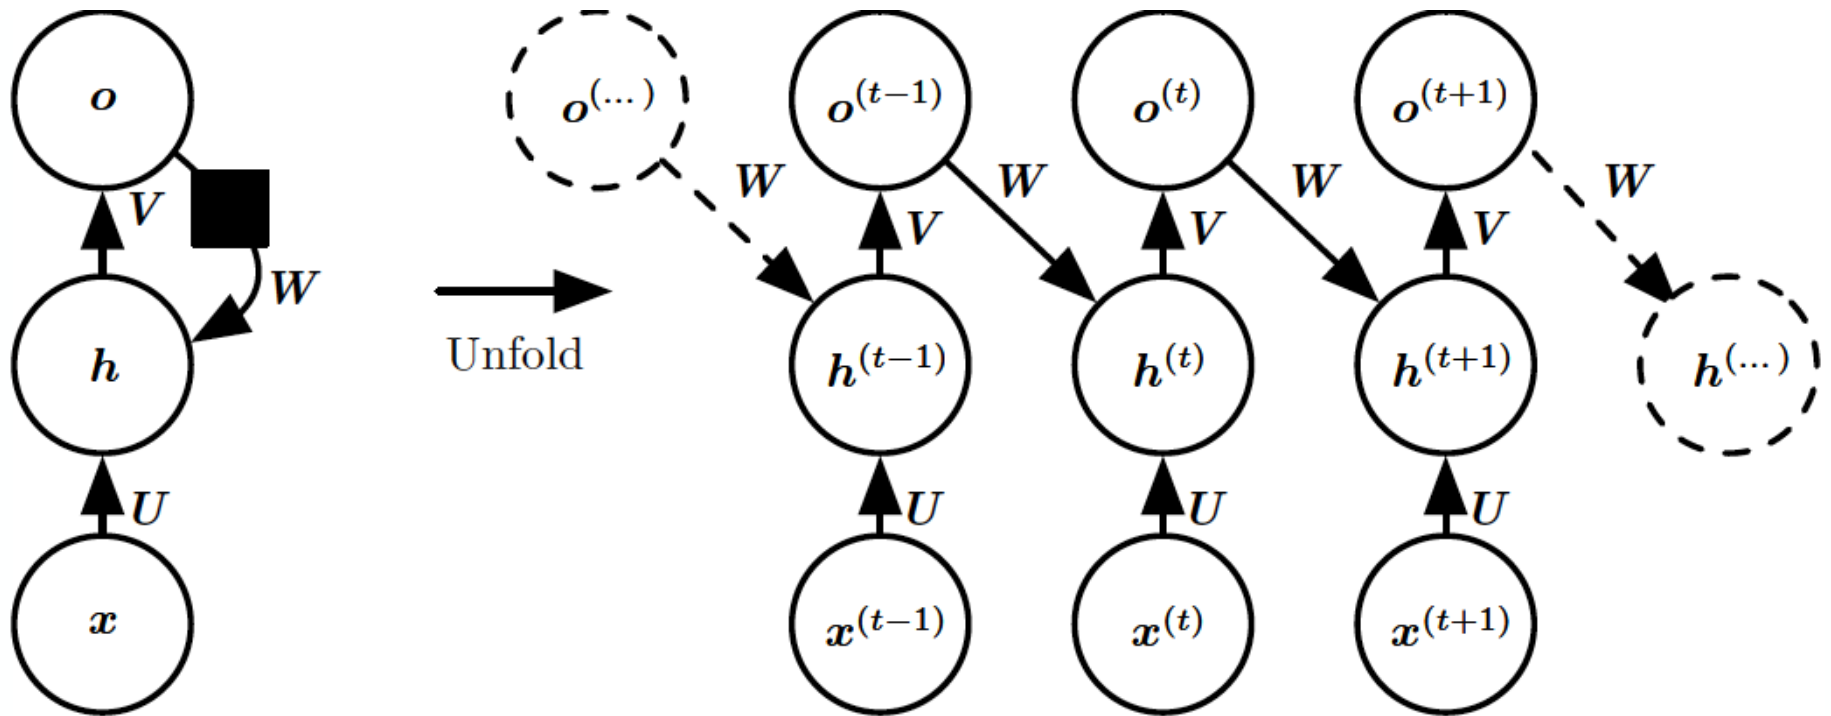 o o(...) o(t−1) o(t) o(t+1)
W W W W
V V V V
W
Unfold
h h(t−1) h(t) h(t+1) h(...)
U U U U
x x(t−1) x(t) x(t+1)